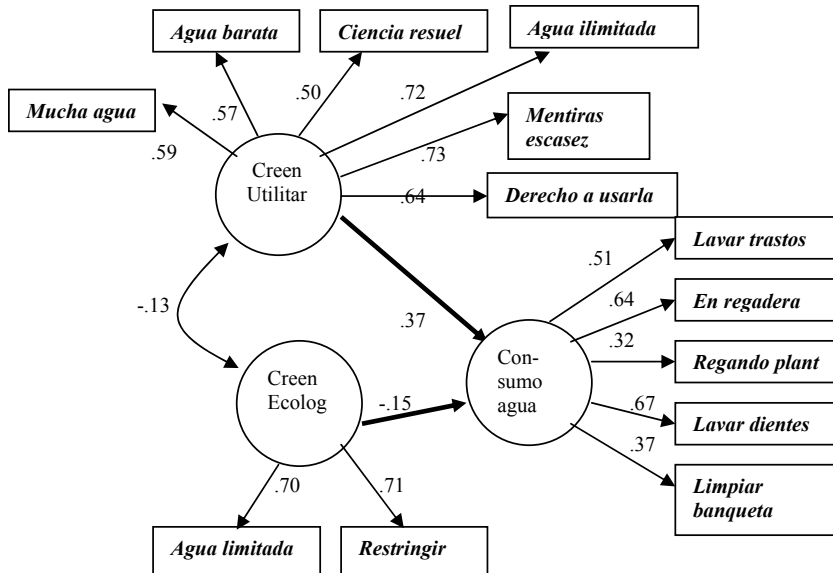 Agua barata
Ciencia resuel
Agua ilimitada
Mucha agua
.57
.50
.72
Mentiras
escasez
.59
.73
Creen
Utilitar
.64
Derecho a usarla
Lavar trastos
.51
-.13
.37
.64
En regadera
.32
Regando plant
Creen
Ecolog
-.15
Con-
sumo
agua
.67
Lavar dientes
.37
Limpiar
banqueta
.70
.71
Agua limitada
Restringir